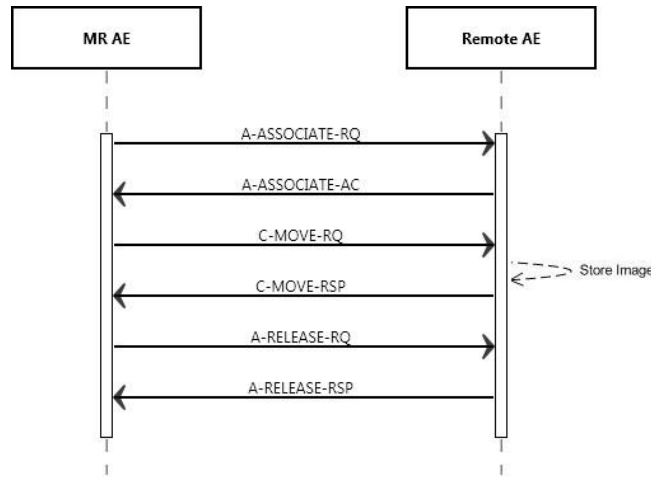 MR AE
Remote AE
A-ASSOCIATE-RQ
A-ASSOCIATE-AC
C-MOVE-RQ
Store Image
C-MOVE-RSP
A-RELEASE-RQ
A-RELEASE-RSP